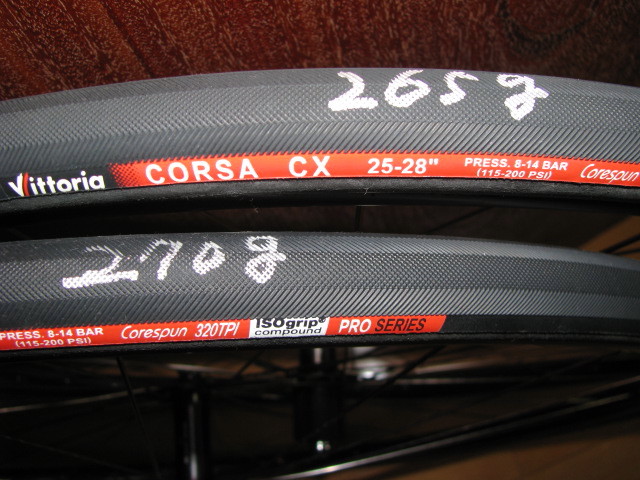 265g
Vittoria CORSA CX 25-28" PRESS. 8-14 BAR Corespun
(115-200 PSI)
270g
PRESS. 8-14 BAR Corespun 320TPI ISOgrip compound PRO SERIES
(115-200 PSI)